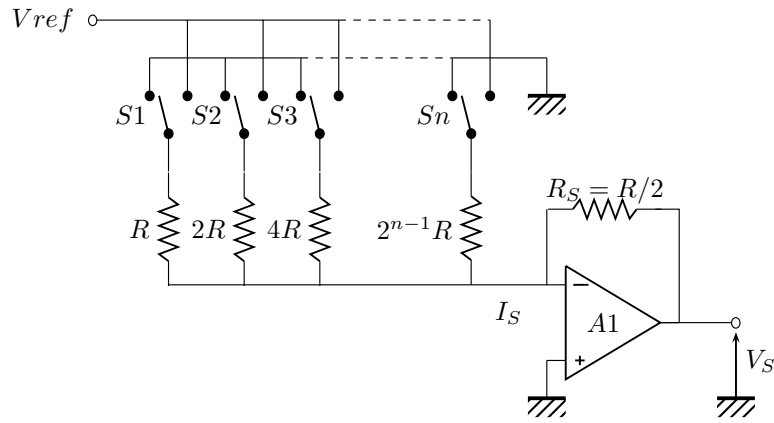 Vref
S1 S2 S3 Sn
R_S = R/2
R 2R 4R 2^{n−1}R
−
I_S
A1
+
V_S